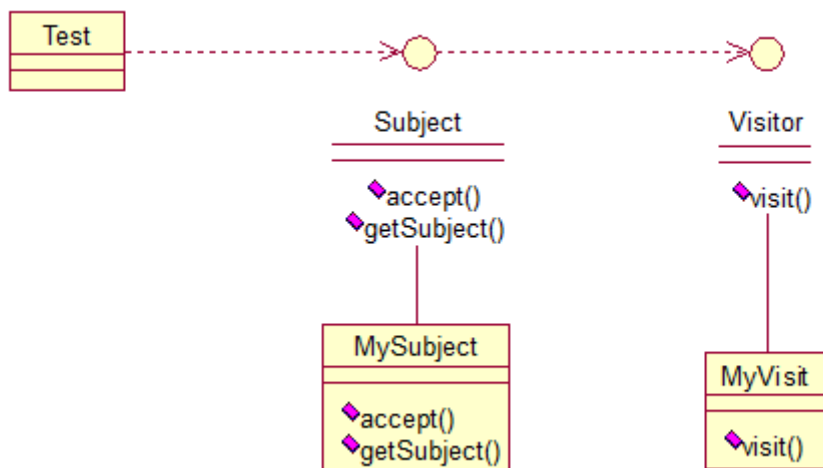 Test
Subject
Visitor
accept()
getSubject()
visit()
MySubject
accept()
getSubject()
MyVisit
visit()